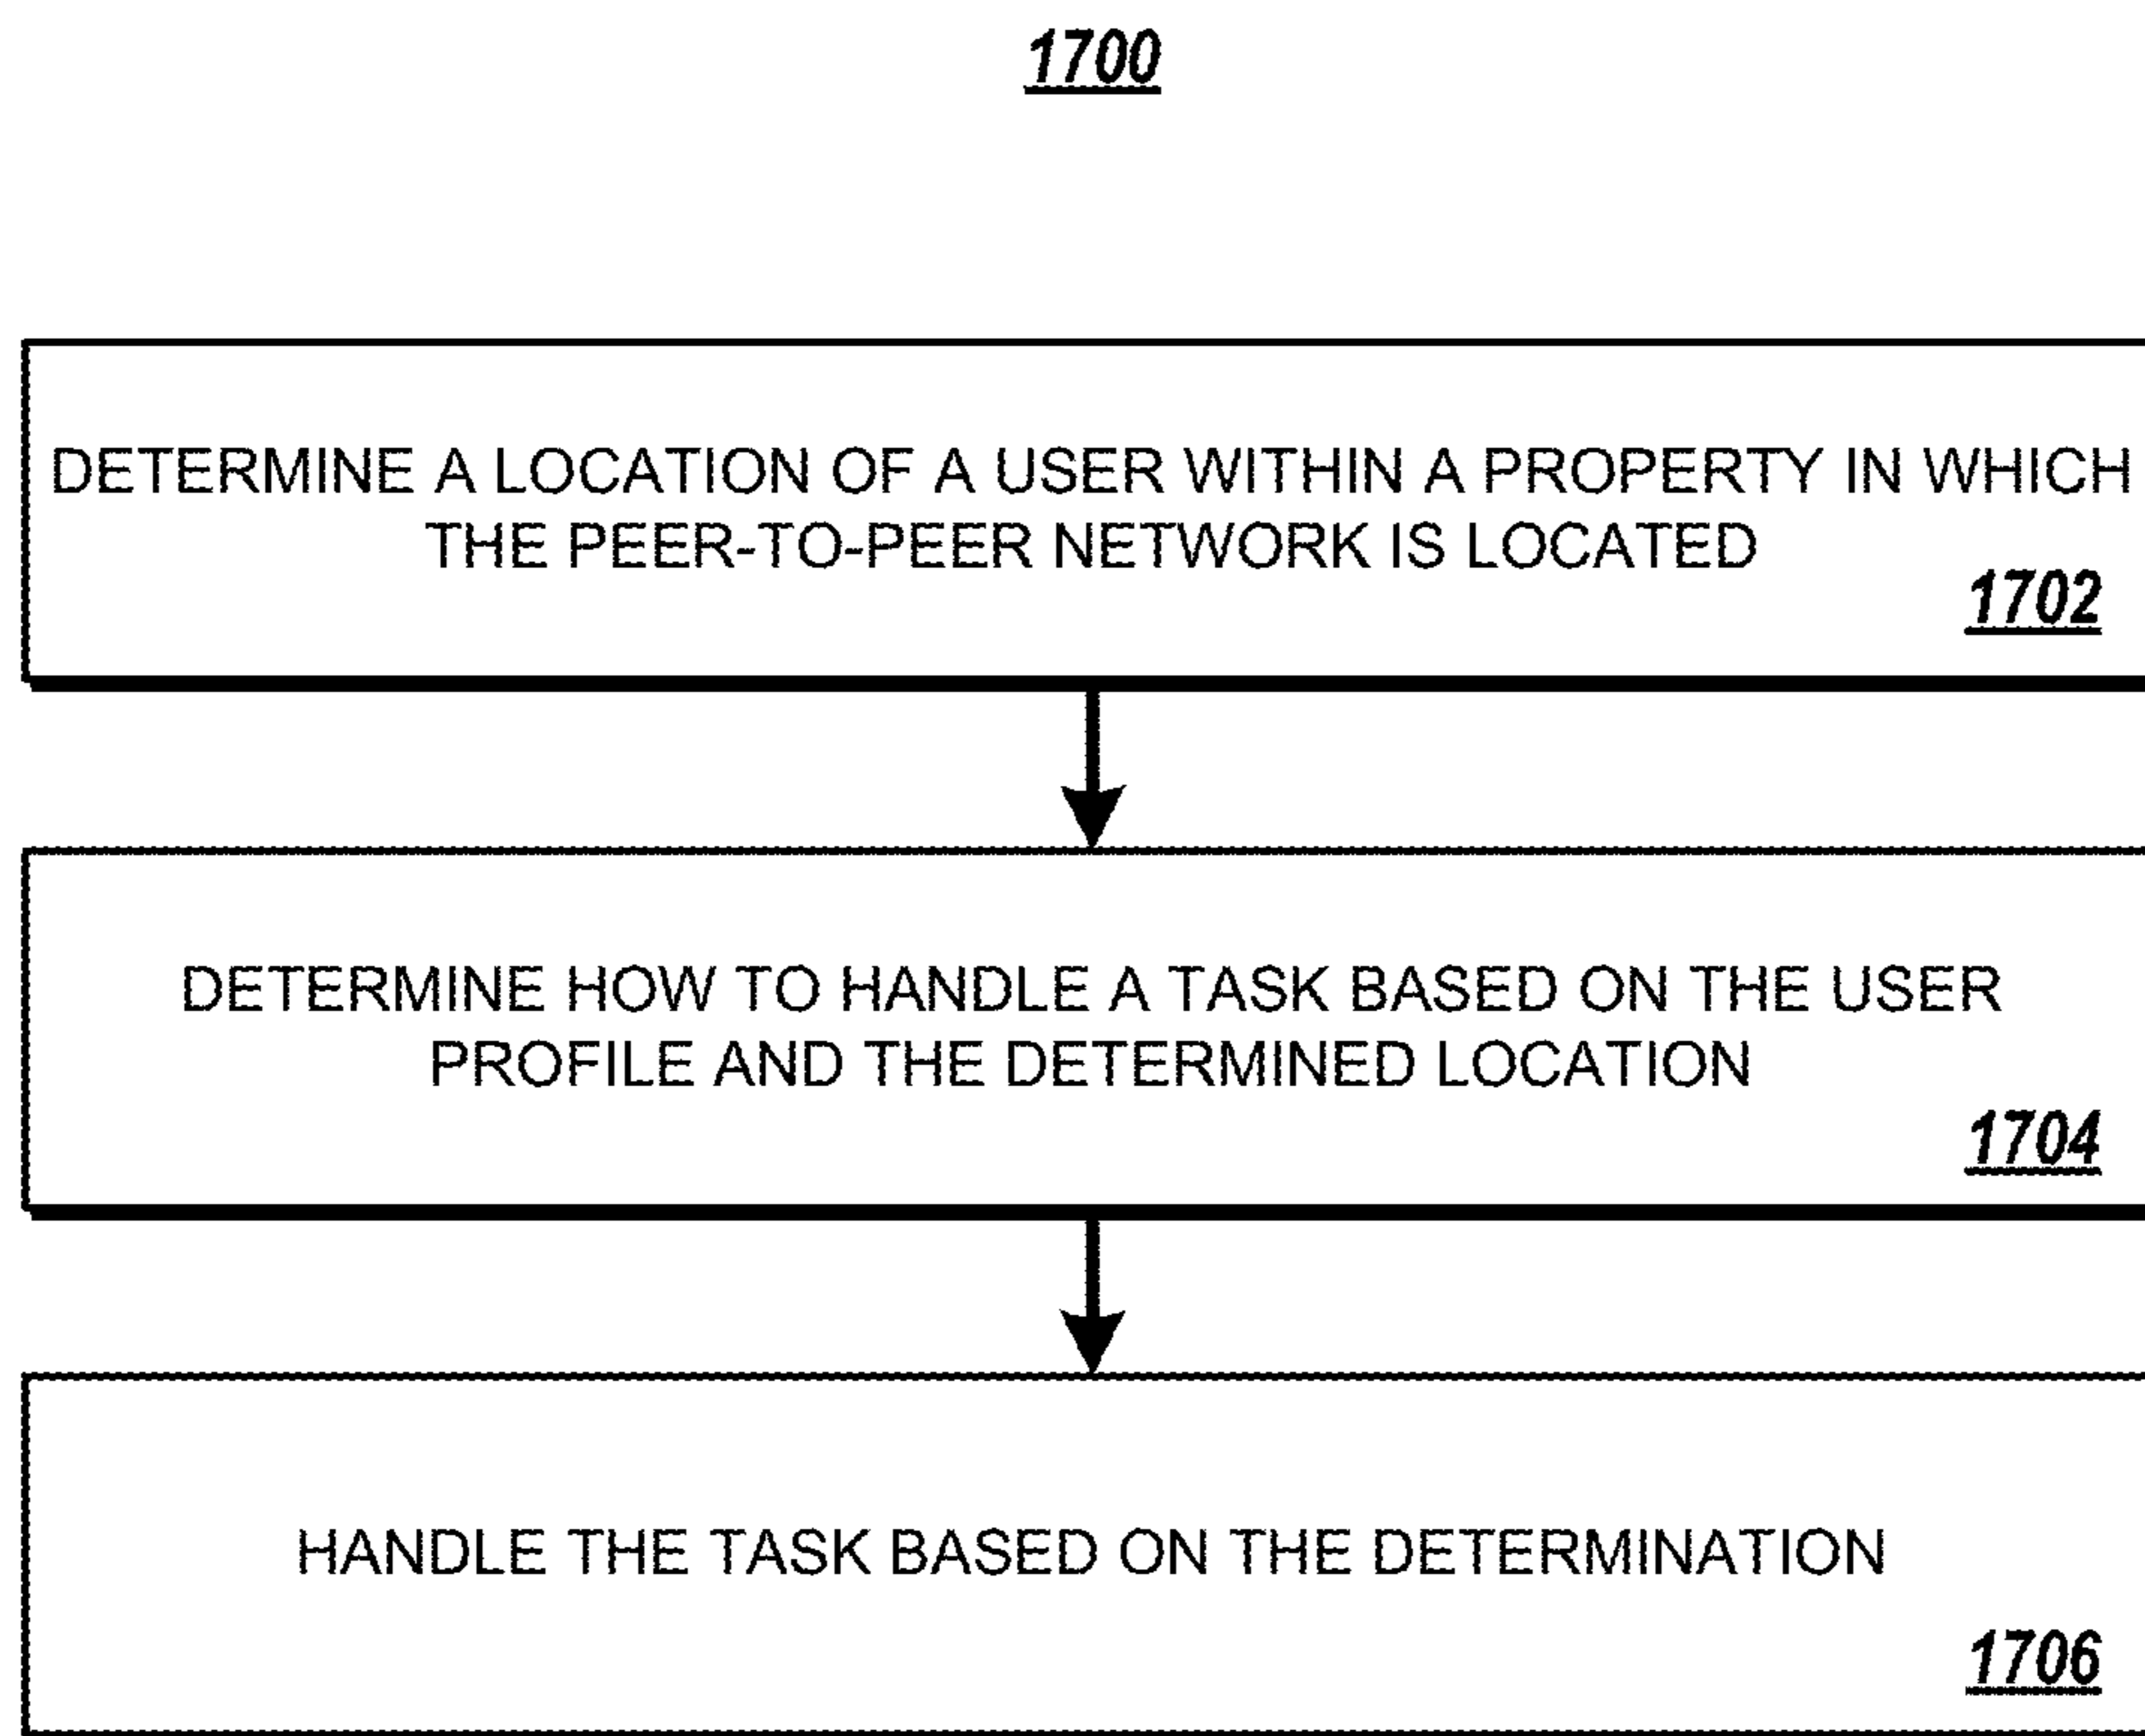 1700
DETERMINE A LOCATION OF A USER WITHIN A PROPERTY IN WHICH
THE PEER-TO-PEER NETWORK IS LOCATED
1702
DETERMINE HOW TO HANDLE A TASK BASED ON THE USER
PROFILE AND THE DETERMINED LOCATION
1704
HANDLE THE TASK BASED ON THE DETERMINATION
1706